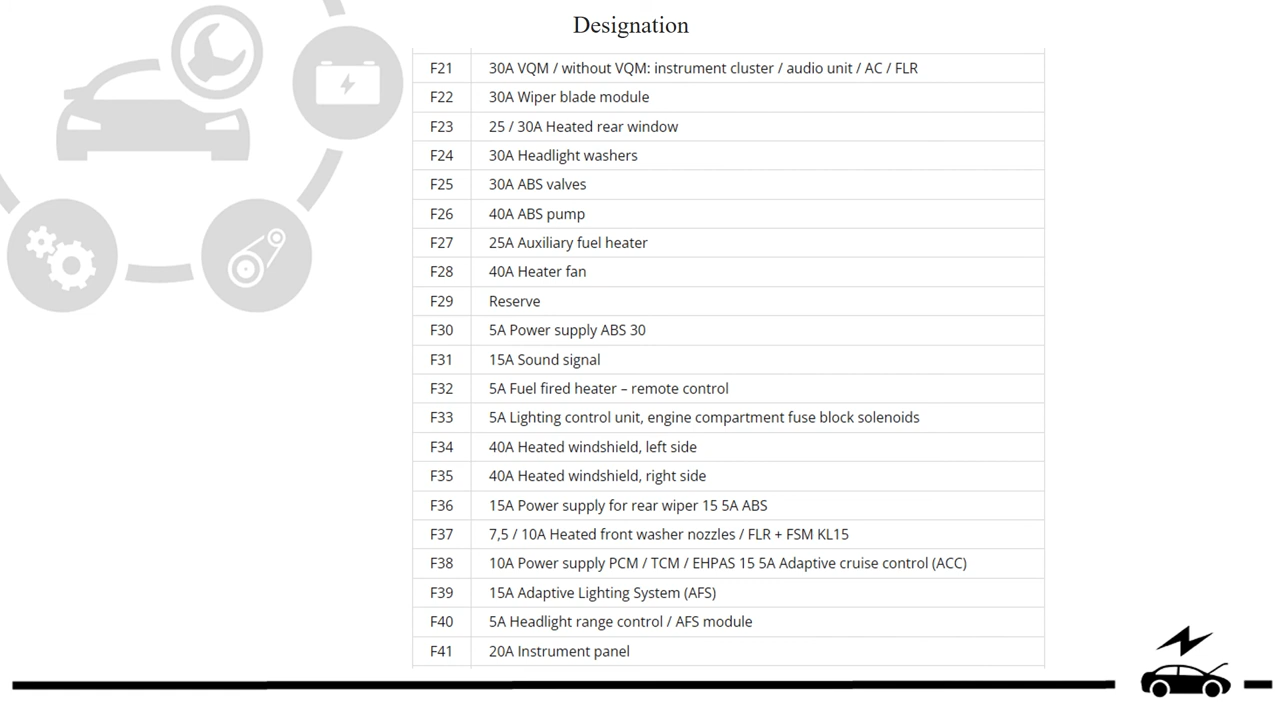 Designation
F21 30A VQM / without VQM: instrument cluster / audio unit / AC / FLR
F22 30A Wiper blade module
F23 25 / 30A Heated rear window
F24 30A Headlight washers
F25 30A ABS valves
F26 40A ABS pump
F27 25A Auxiliary fuel heater
F28 40A Heater fan
F29 Reserve
F30 5A Power supply ABS 30
F31 15A Sound signal
F32 5A Fuel fired heater – remote control
F33 5A Lighting control unit, engine compartment fuse block solenoids
F34 40A Heated windshield, left side
F35 40A Heated windshield, right side
F36 15A Power supply for rear wiper 15 5A ABS
F37 7,5 / 10A Heated front washer nozzles / FLR + FSM KL15
F38 10A Power supply PCM / TCM / EHPAS 15 5A Adaptive cruise control (ACC)
F39 15A Adaptive Lighting System (AFS)
F40 5A Headlight range control / AFS module
F41 20A Instrument panel